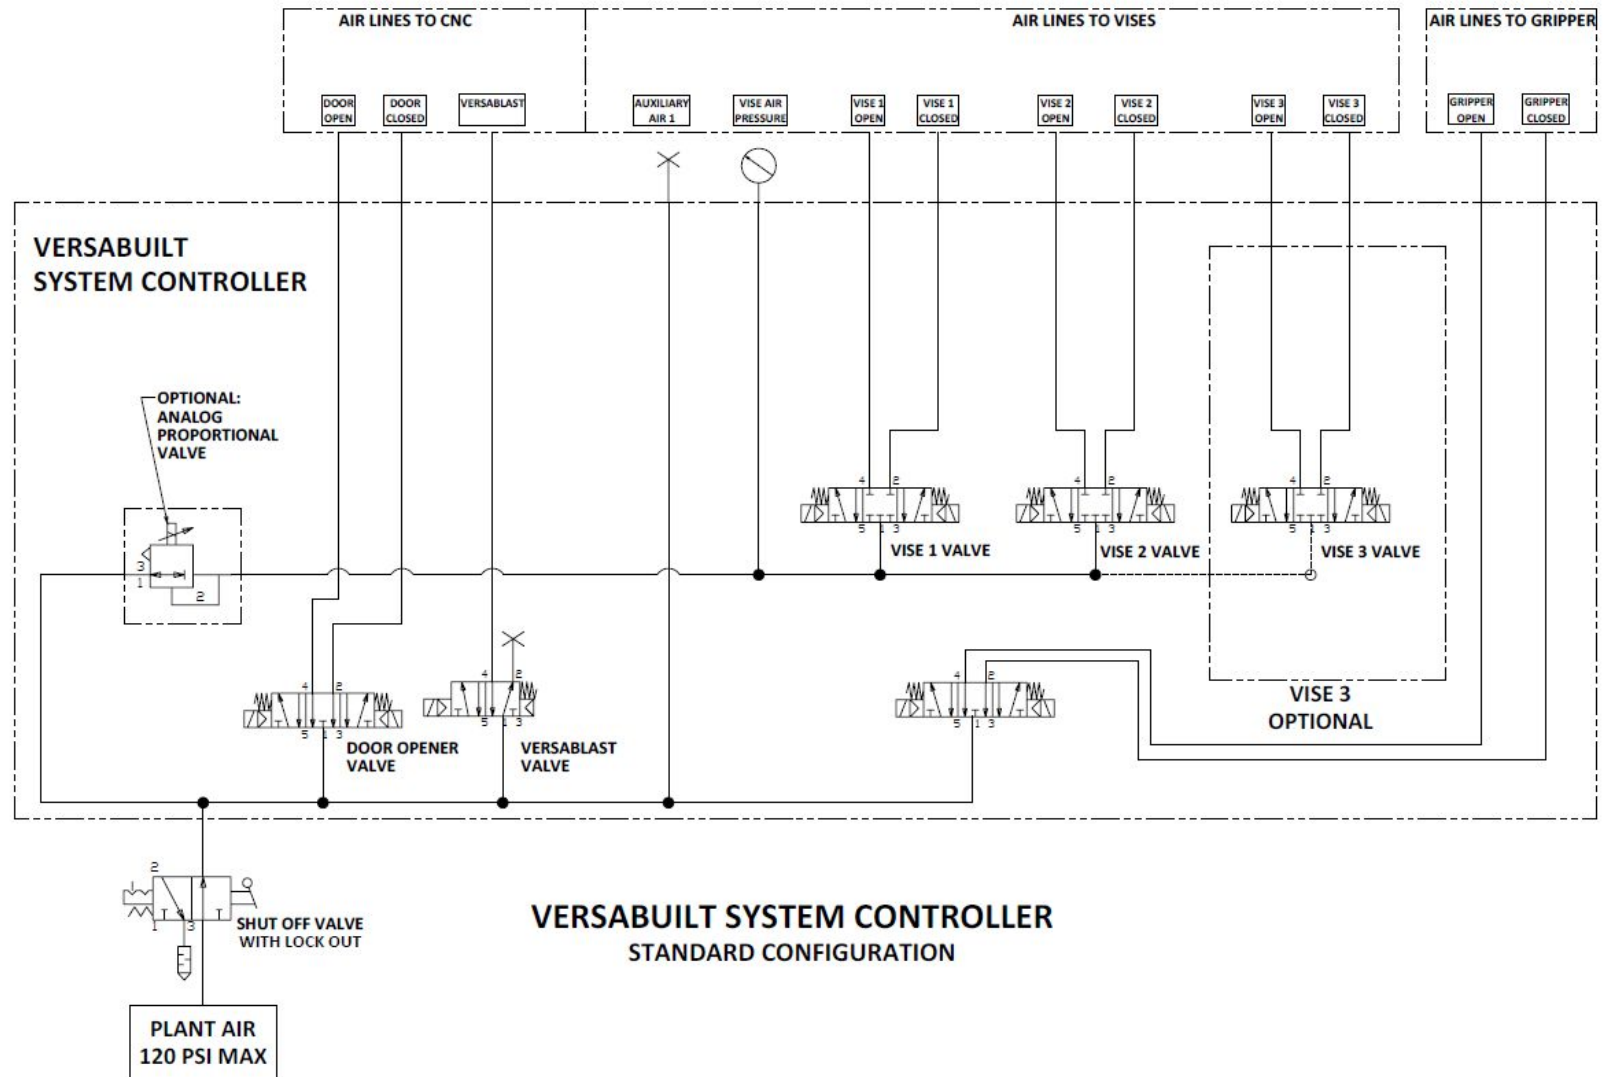 AIR LINES TO CNC
AIR LINES TO VISES
AIR LINES TO GRIPPER
DOOR
OPEN
DOOR
CLOSED
VERSABLAST
AUXILIARY
AIR 1
VISE AIR
PRESSURE
VISE 1
OPEN
VISE 1
CLOSED
VISE 2
OPEN
VISE 2
CLOSED
VISE 3
OPEN
VISE 3
CLOSED
GRIPPER
OPEN
GRIPPER
CLOSED
VERSABUILT
SYSTEM CONTROLLER
OPTIONAL:
ANALOG
PROPORTIONAL
VALVE
3
1
2
4 2
5 1 3
VISE 1 VALVE
4 2
5 1 3
VISE 2 VALVE
4 2
5 1 3
VISE 3 VALVE
4 2
5 1 3
DOOR OPENER
VALVE
4 2
5 1 3
VERSABLAST
VALVE
4 2
5 1 3
VISE 3
OPTIONAL
2
1 3
SHUT OFF VALVE
WITH LOCK OUT
VERSABUILT SYSTEM CONTROLLER
STANDARD CONFIGURATION
PLANT AIR
120 PSI MAX